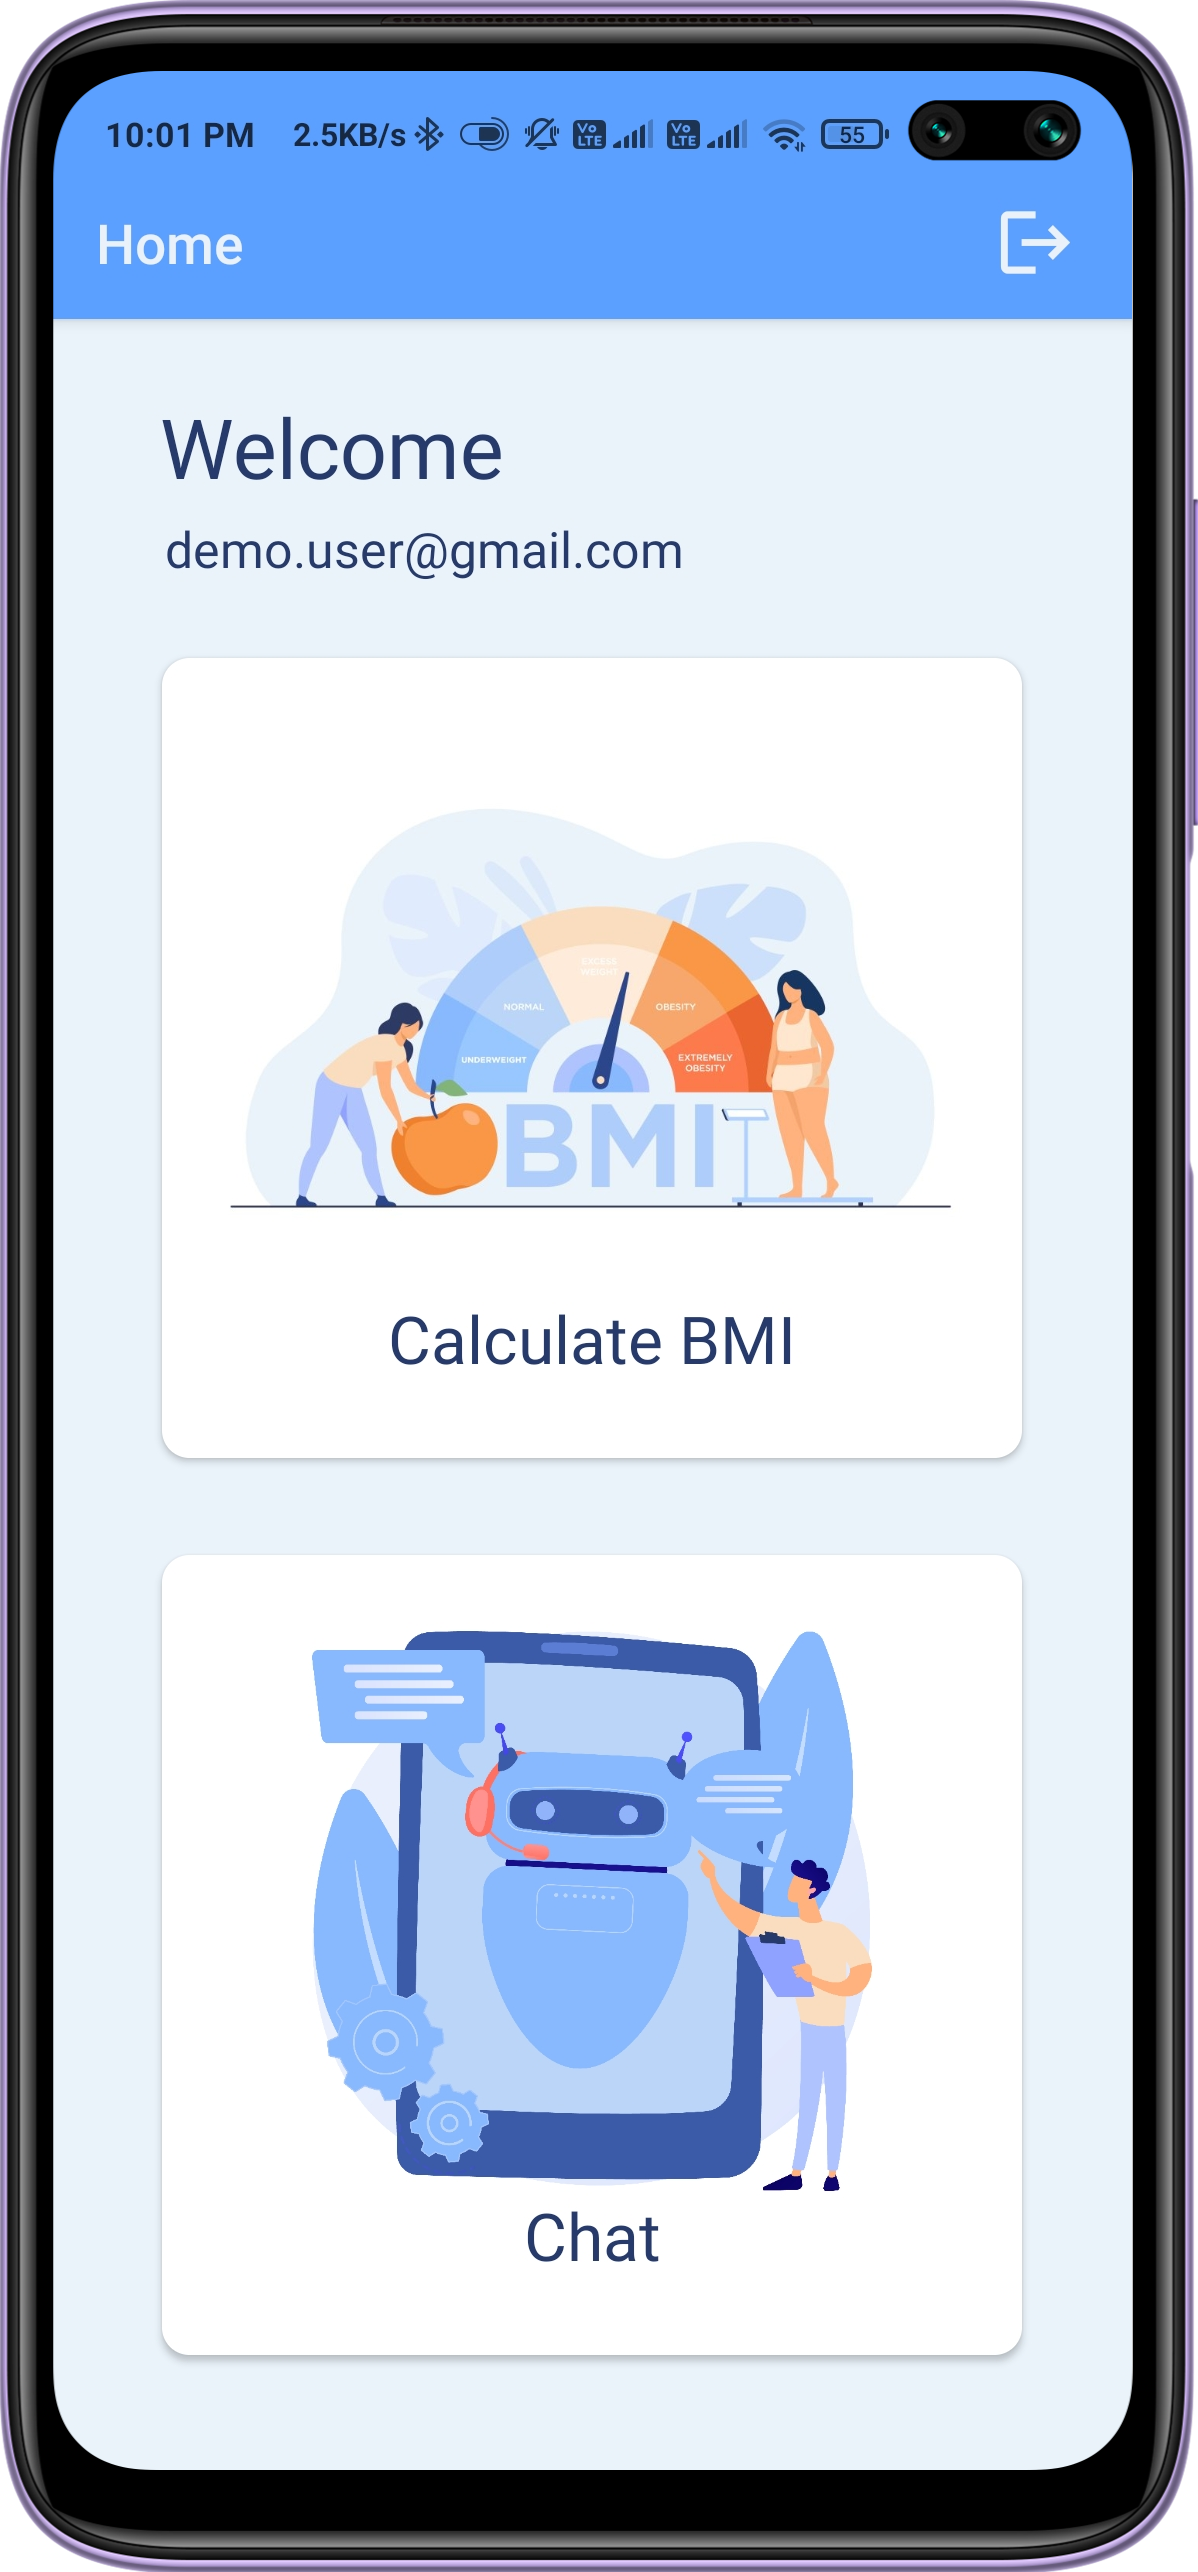 10:01 PM 2.5KB/s Vo LTE Vo LTE 55
Home
Welcome
demo.user@gmail.com
EXCESS
WEIGHT
NORMAL
OBESITY
UNDERWEIGHT
EXTREMELY
OBESITY
BMI
Calculate BMI
Chat